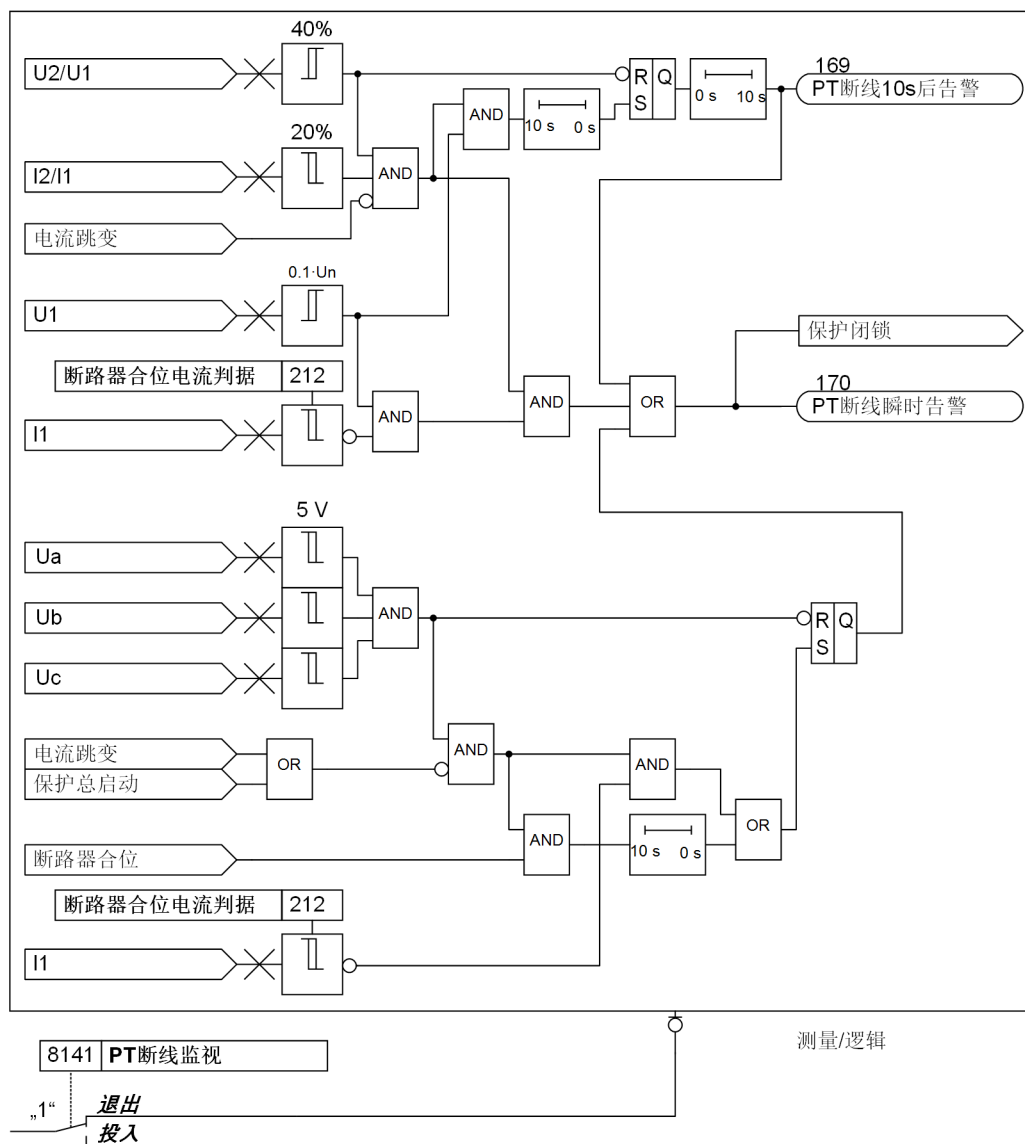 40%
U2/U1
R Q
S
0 s 10 s
169
PT断线10s后告警
AND
10 s 0 s
20%
I2/I1
AND
电流跳变
0.1·Un
U1
保护闭锁
断路器合位电流判据 212
AND
AND
OR
170
PT断线瞬时告警
I1
5 V
Ua
Ub
AND
R Q
S
Uc
电流跳变
保护总启动
OR
AND
AND
OR
断路器合位
AND
10 s 0 s
断路器合位电流判据 212
I1
测量/逻辑
8141 PT断线监视
„1“
退出
投入